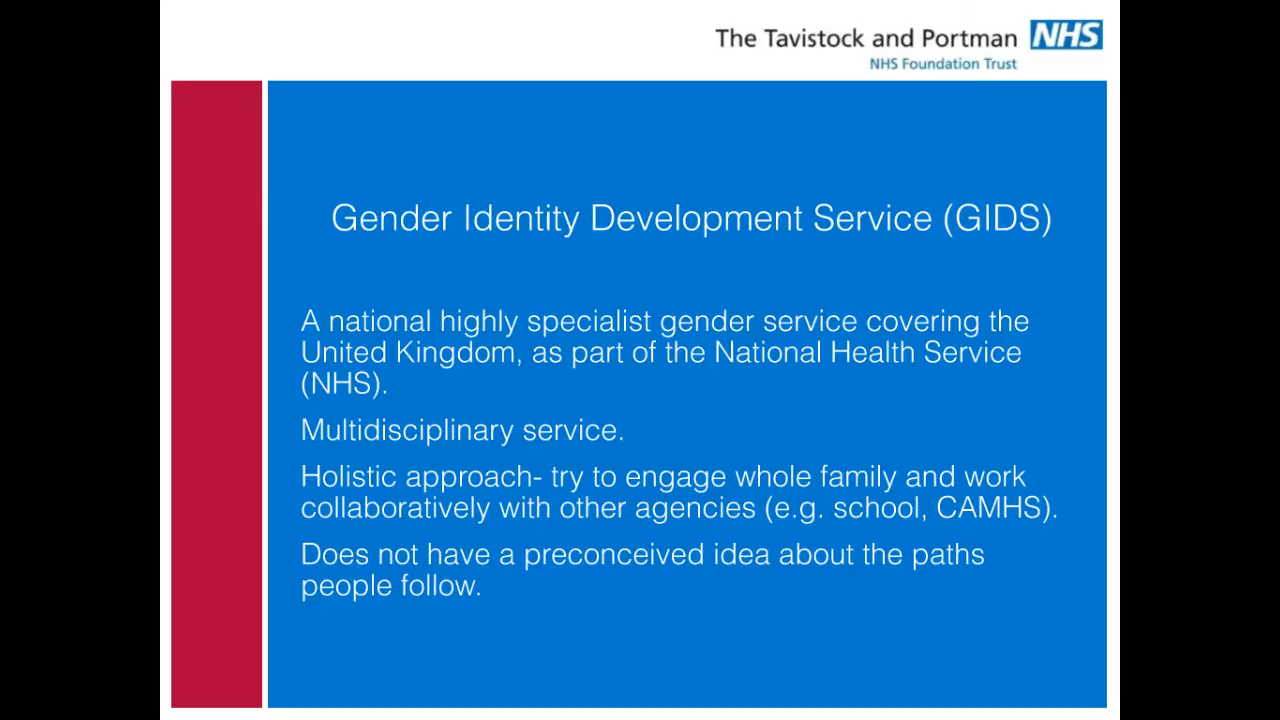 The Tavistock and Portman NHS
NHS Foundation Trust
Gender Identity Development Service (GIDS)
A national highly specialist gender service covering the
United Kingdom, as part of the National Health Service
(NHS).
Multidisciplinary service.
Holistic approach- try to engage whole family and work
collaboratively with other agencies (e.g. school, CAMHS).
Does not have a preconceived idea about the paths
people follow.